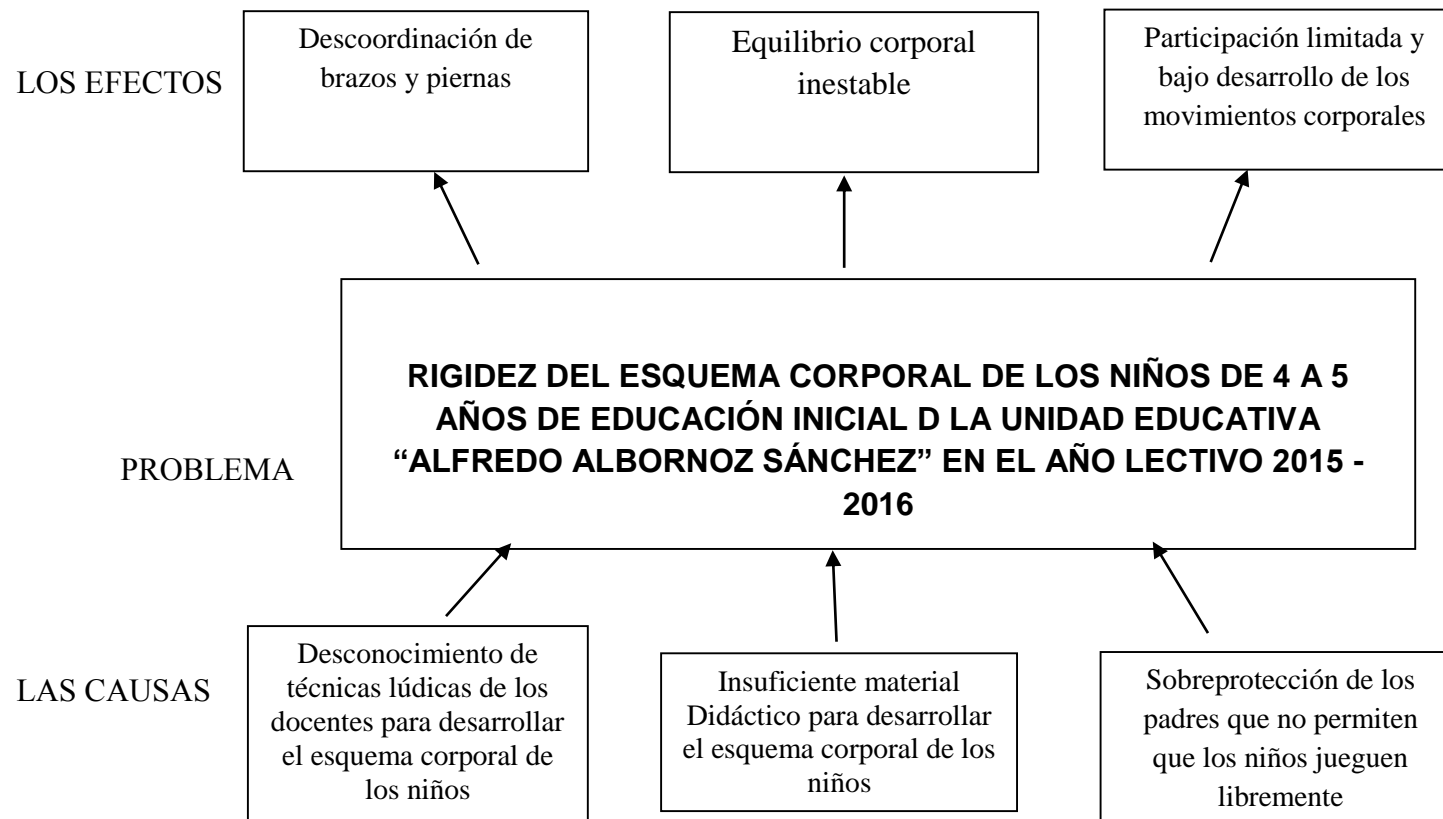 LOS EFECTOS
Descoordinación de
brazos y piernas
Equilibrio corporal
inestable
Participación limitada y
bajo desarrollo de los
movimientos corporales
PROBLEMA
RIGIDEZ DEL ESQUEMA CORPORAL DE LOS NIÑOS DE 4 A 5
AÑOS DE EDUCACIÓN INICIAL D LA UNIDAD EDUCATIVA
“ALFREDO ALBORNOZ SÁNCHEZ” EN EL AÑO LECTIVO 2015 -
2016
LAS CAUSAS
Desconocimiento de
técnicas lúdicas de los
docentes para desarrollar
el esquema corporal de
los niños
Insuficiente material
Didáctico para desarrollar
el esquema corporal de los
niños
Sobreprotección de los
padres que no permiten
que los niños jueguen
libremente